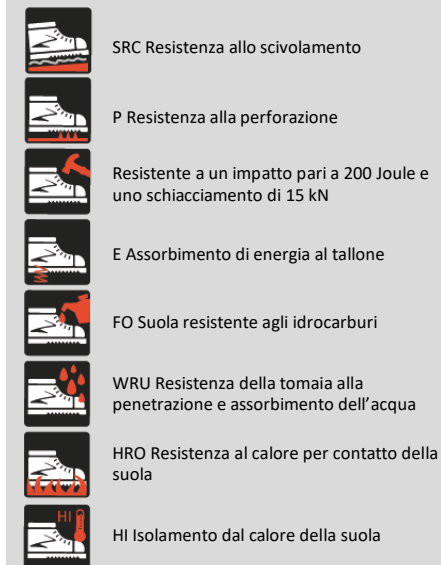 SRC Resistenza allo scivolamento
P Resistenza alla perforazione
Resistente a un impatto pari a 200 Joule e
uno schiacciamento di 15 kN
E Assorbimento di energia al tallone
FO Suola resistente agli idrocarburi
WRU Resistenza della tomaia alla
penetrazione e assorbimento dell’acqua
HRO Resistenza al calore per contatto della
suola
HI
HI Isolamento dal calore della suola